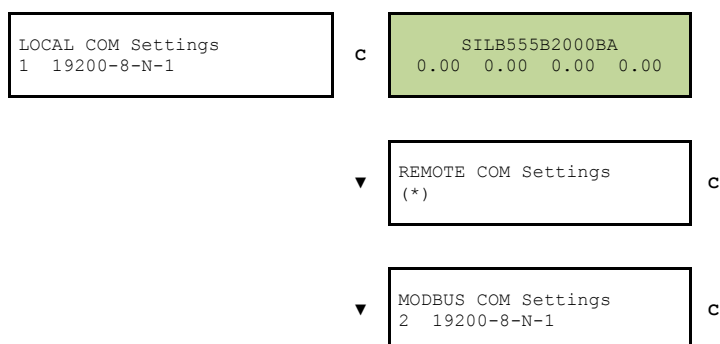 LOCAL COM Settings
1 19200-8-N-1
C
SILB555B2000BA
0.00 0.00 0.00 0.00
▼
REMOTE COM Settings
(*)
C
▼
MODBUS COM Settings
2 19200-8-N-1
C